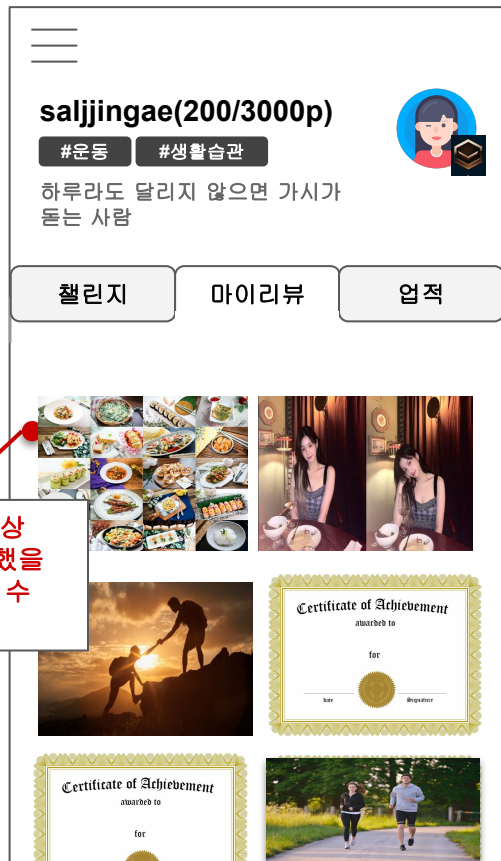 saljjingae(200/3000p)
#운동 #생활습관
하루라도 달리지 않으면 가시가
돋는 사람
챌린지 마이리뷰 업적
상
했을
수
Certificate of Achievement
awarded to
for
date Signature
Certificate of Achievement
awarded to
for